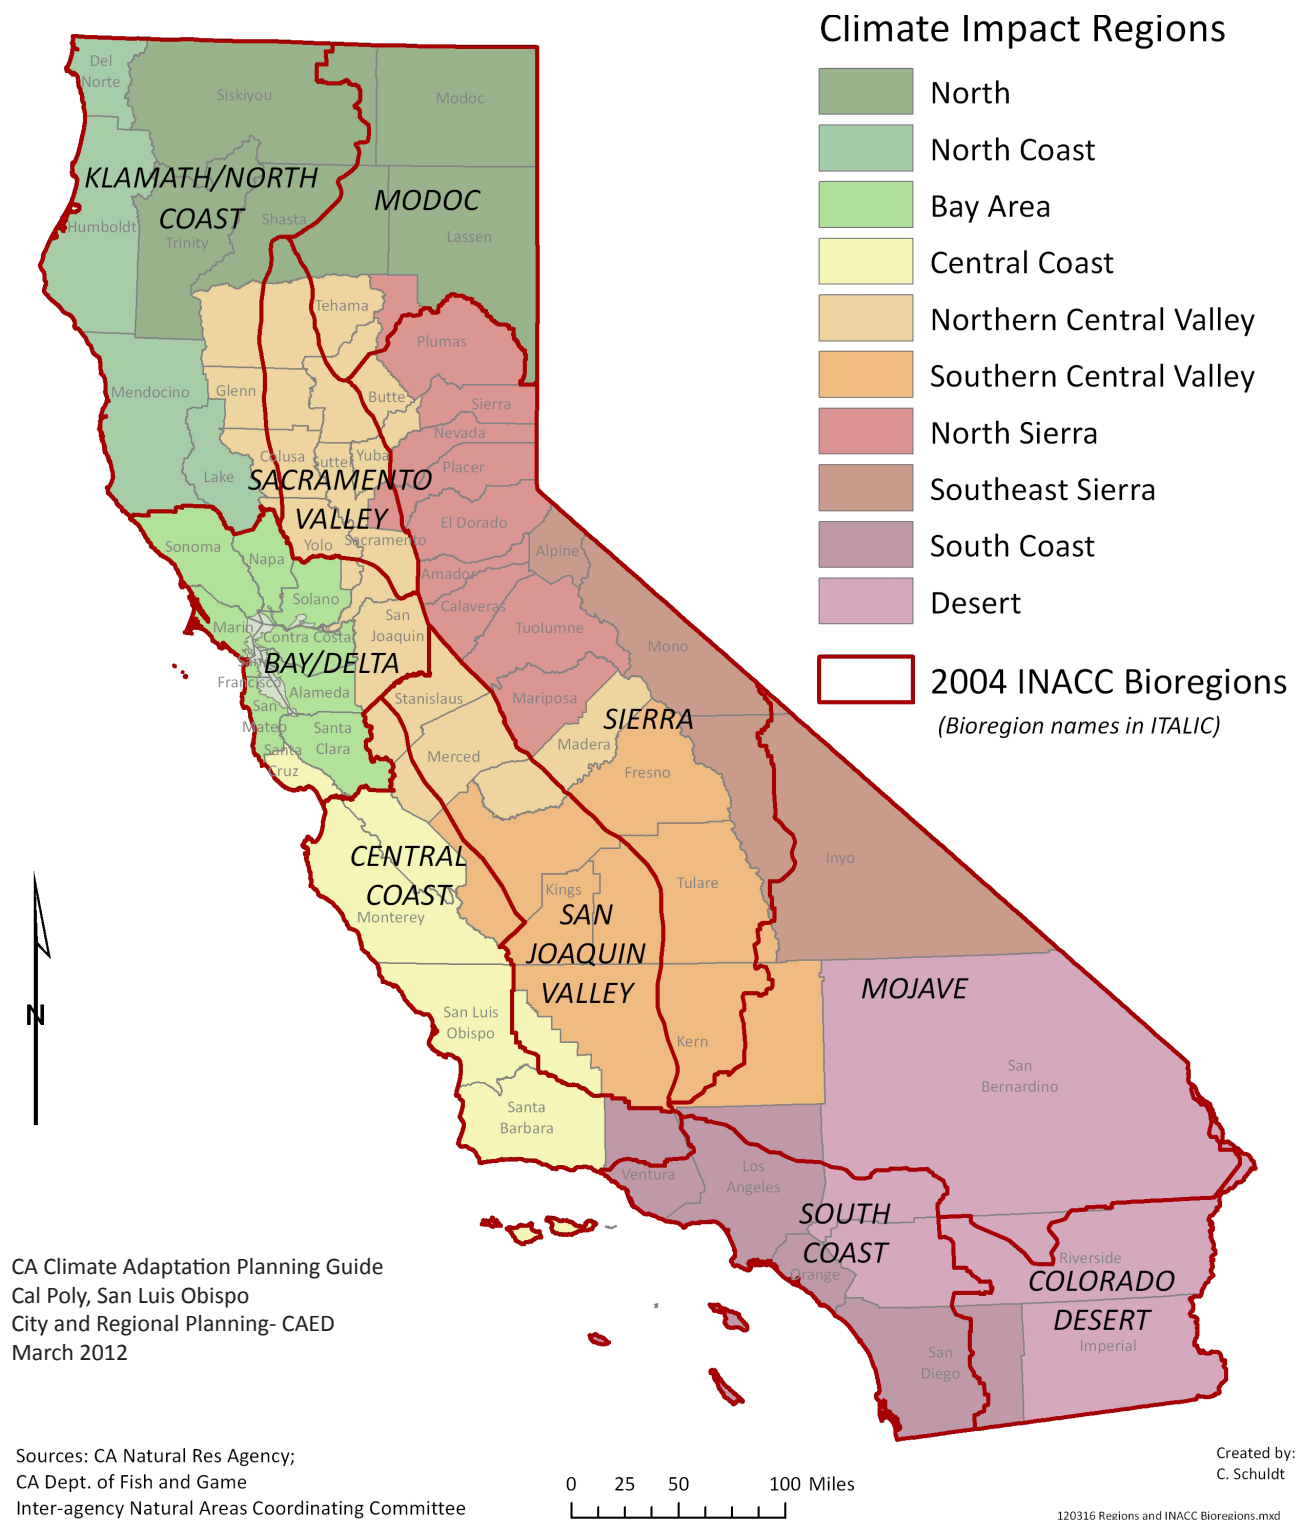 Climate Impact Regions
North
North Coast
Bay Area
Central Coast
Northern Central Valley
Southern Central Valley
North Sierra
Southeast Sierra
South Coast
Desert
2004 INACC Bioregions
(Bioregion names in ITALIC)
Del
Norte
Siskiyou
Modoc
KLAMATH/NORTH
COAST
MODOC
Humboldt
Trinity
Shasta
Lassen
Tehama
Plumas
Mendocino
Glenn
Butte
Sierra
Nevada
Colusa
Sutter
Yuba
Placer
Lake
SACRAMENTO
VALLEY
El Dorado
Sonoma
Napa
Yolo
Sacramento
Alpine
Amador
Solano
Calaveras
Marin
Contra Costa
San
Joaquin
Tuolumne
Mono
BAY/DELTA
San
Francisco
Alameda
Stanislaus
Mariposa
San
Mateo
Santa
Clara
SIERRA
Santa
Cruz
Merced
Madera
Fresno
CENTRAL
COAST
Monterey
Kings
Tulare
Inyo
SAN
JOAQUIN
VALLEY
MOJAVE
San Luis
Obispo
Kern
San
Bernardino
Santa
Barbara
Ventura
Los
Angeles
SOUTH
COAST
Orange
Riverside
COLORADO
DESERT
Imperial
San
Diego
N
CA Climate Adaptation Planning Guide
Cal Poly, San Luis Obispo
City and Regional Planning- CAED
March 2012
Sources: CA Natural Res Agency;
CA Dept. of Fish and Game
Inter-agency Natural Areas Coordinating Committee
0 25 50 100 Miles
Created by:
C. Schuldt
120316 Regions and INACC Bioregions.mxd